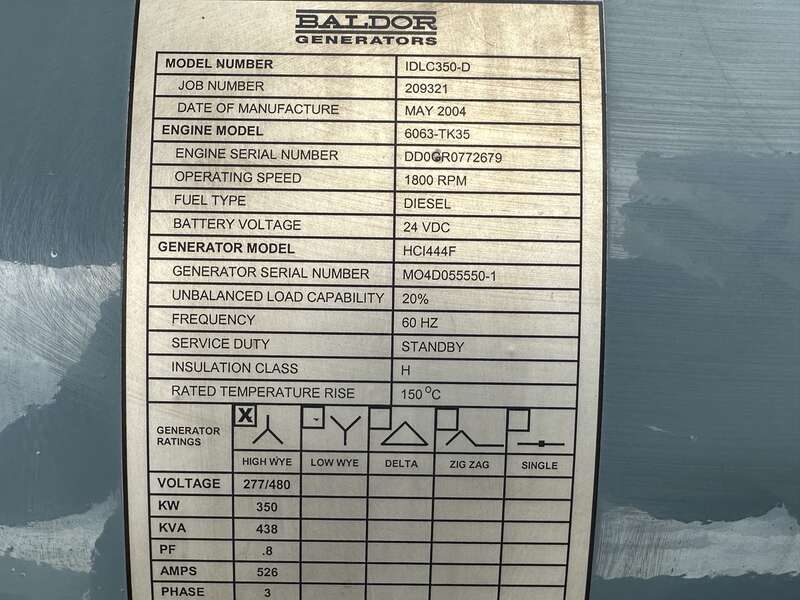 BALDOR
GENERATORS
MODEL NUMBER IDLC350-D
JOB NUMBER 209321
DATE OF MANUFACTURE MAY 2004
ENGINE MODEL 6063-TK35
ENGINE SERIAL NUMBER DD0GR0772679
OPERATING SPEED 1800 RPM
FUEL TYPE DIESEL
BATTERY VOLTAGE 24 VDC
GENERATOR MODEL HCI444F
GENERATOR SERIAL NUMBER MO4D055550-1
UNBALANCED LOAD CAPABILITY 20%
FREQUENCY 60 HZ
SERVICE DUTY STANDBY
INSULATION CLASS H
RATED TEMPERATURE RISE 150 °C
GENERATOR RATINGS X
HIGH WYE LOW WYE DELTA ZIG ZAG SINGLE
VOLTAGE 277/480
KW 350
KVA 438
PF .8
AMPS 526
PHASE 3